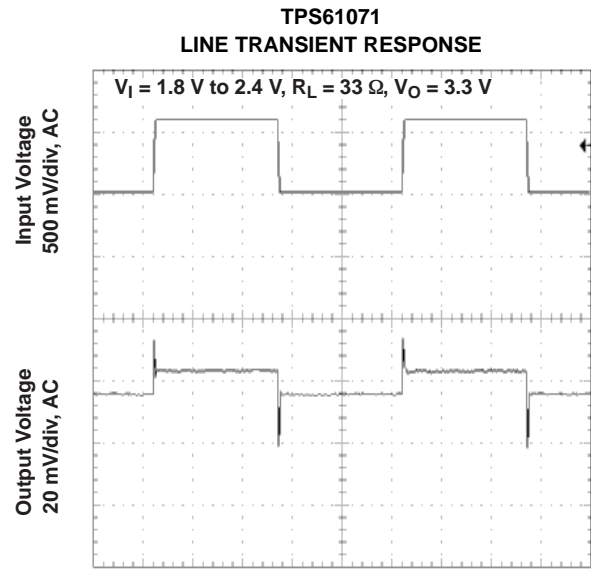 TPS61071
LINE TRANSIENT RESPONSE
VI = 1.8 V to 2.4 V, RL = 33 Ω, VO = 3.3 V
Input Voltage
500 mV/div, AC
Output Voltage
20 mV/div, AC